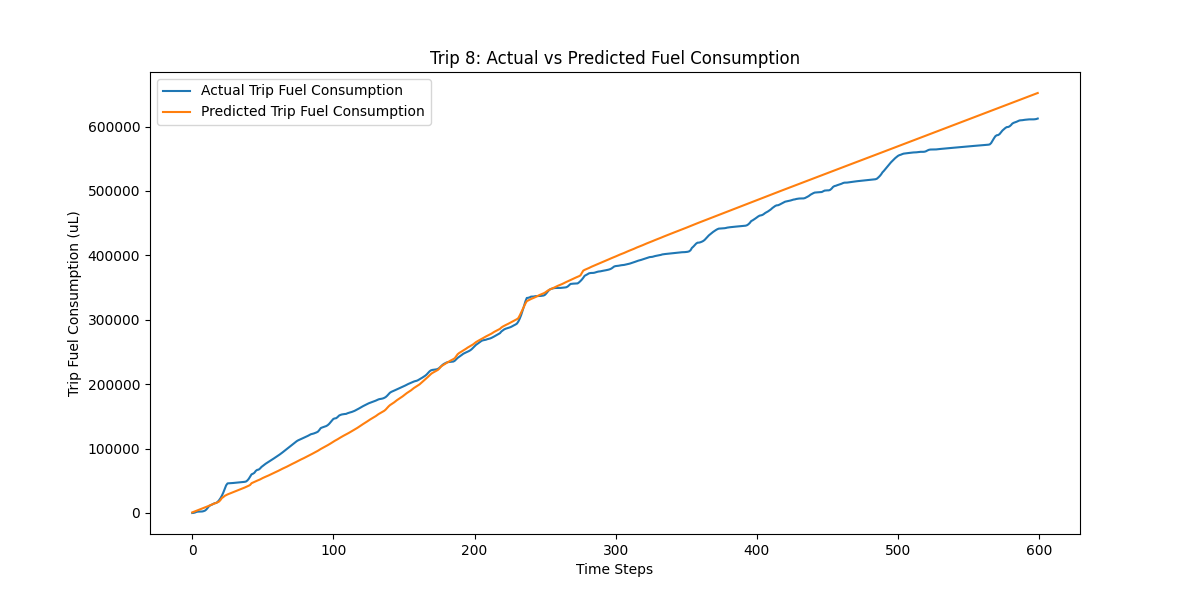 Trip 8: Actual vs Predicted Fuel Consumption
Actual Trip Fuel Consumption
Predicted Trip Fuel Consumption
Trip Fuel Consumption (uL)
600000
500000
400000
300000
200000
100000
0
0 100 200 300 400 500 600
Time Steps